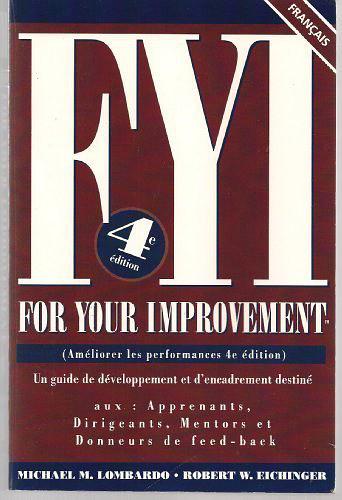 FRANÇAIS
FYI
4e
édition
FOR YOUR IMPROVEMENT™
(Améliorer les performances 4e édition)
Un guide de développement et d'encadrement destiné
aux : Apprenants,
Dirigeants, Mentors et
Donneurs de feed-back
MICHAEL M. LOMBARDO • ROBERT W. EICHINGER